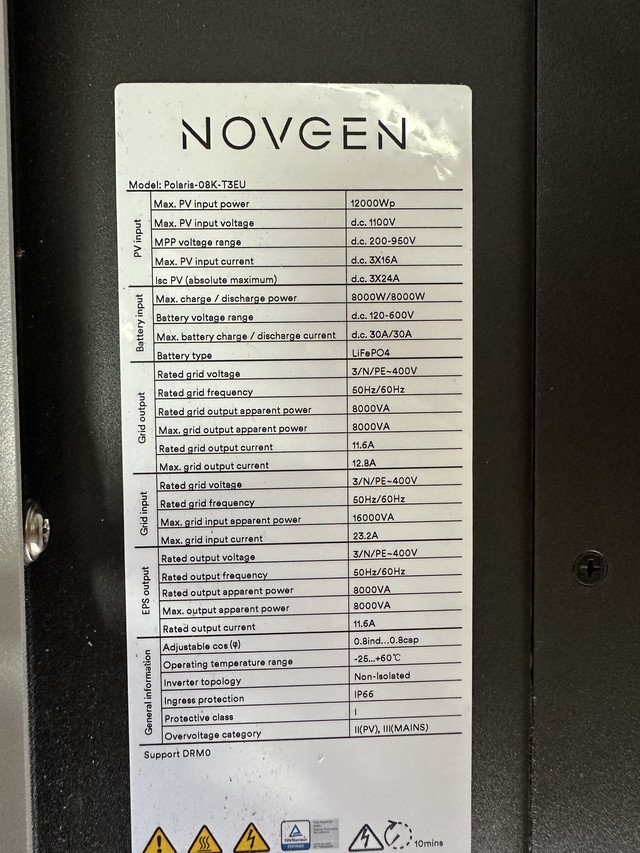 NOVGEN
Model: Polaris-08K-T3EU
PV input
Max. PV input power 12000Wp
Max. PV input voltage d.c. 1100V
MPP voltage range d.c. 200-950V
Max. PV input current d.c. 3X16A
Isc PV (absolute maximum) d.c. 3X24A
Battery input
Max. charge / discharge power 8000W/8000W
Battery voltage range d.c. 120-600V
Max. battery charge / discharge current d.c. 30A/30A
Battery type LiFePO4
Grid output
Rated grid voltage 3/N/PE~400V
Rated grid frequency 50Hz/60Hz
Rated grid output apparent power 8000VA
Max. grid output apparent power 8000VA
Rated grid output current 11.6A
Max. grid output current 12.8A
Grid input
Rated grid voltage 3/N/PE~400V
Rated grid frequency 50Hz/60Hz
Max. grid input apparent power 16000VA
Max. grid input current 23.2A
EPS output
Rated output voltage 3/N/PE~400V
Rated output frequency 50Hz/60Hz
Rated output apparent power 8000VA
Max. output apparent power 8000VA
Rated output current 11.6A
General information
Adjustable cos (φ) 0.8ind...0.8cap
Operating temperature range -25...+60℃
Inverter topology Non-Isolated
Ingress protection IP66
Protective class I
Overvoltage category II(PV), III(MAINS)
Support DRM0
10mins